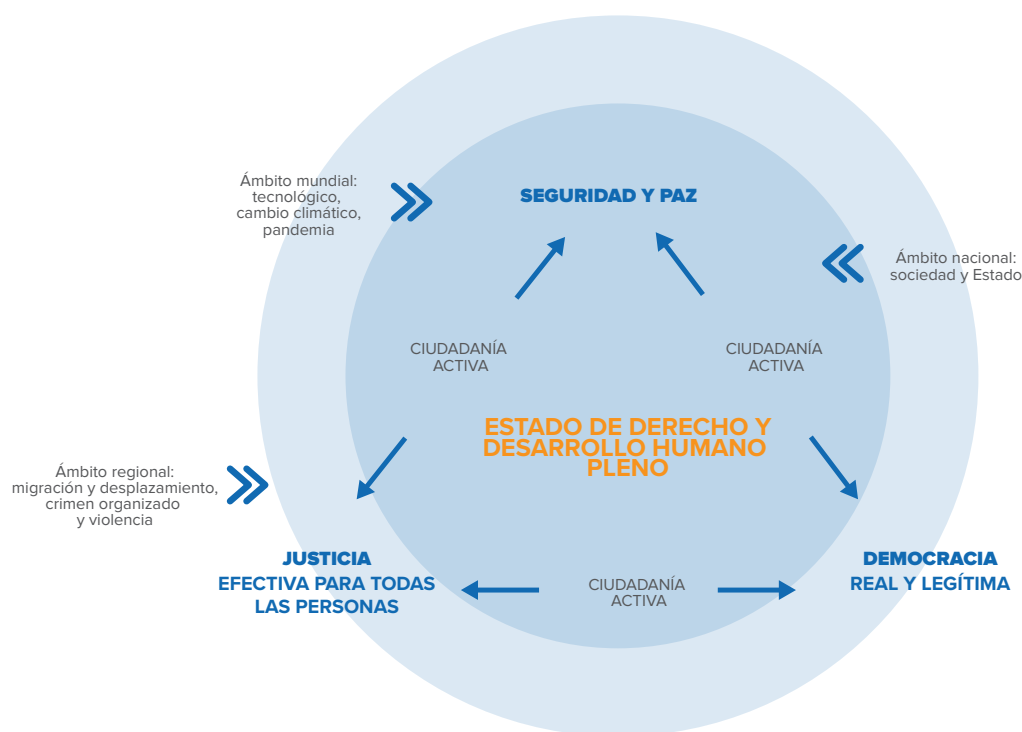 Ámbito mundial:
tecnológico,
cambio climático,
pandemia
SEGURIDAD Y PAZ
Ámbito nacional:
sociedad y Estado
CIUDADANÍA
ACTIVA
CIUDADANÍA
ACTIVA
ESTADO DE DERECHO Y
DESARROLLO HUMANO
PLENO
Ámbito regional:
migración y desplazamiento,
crimen organizado
y violencia
JUSTICIA
EFECTIVA PARA TODAS
LAS PERSONAS
CIUDADANÍA
ACTIVA
DEMOCRACIA
REAL Y LEGÍTIMA